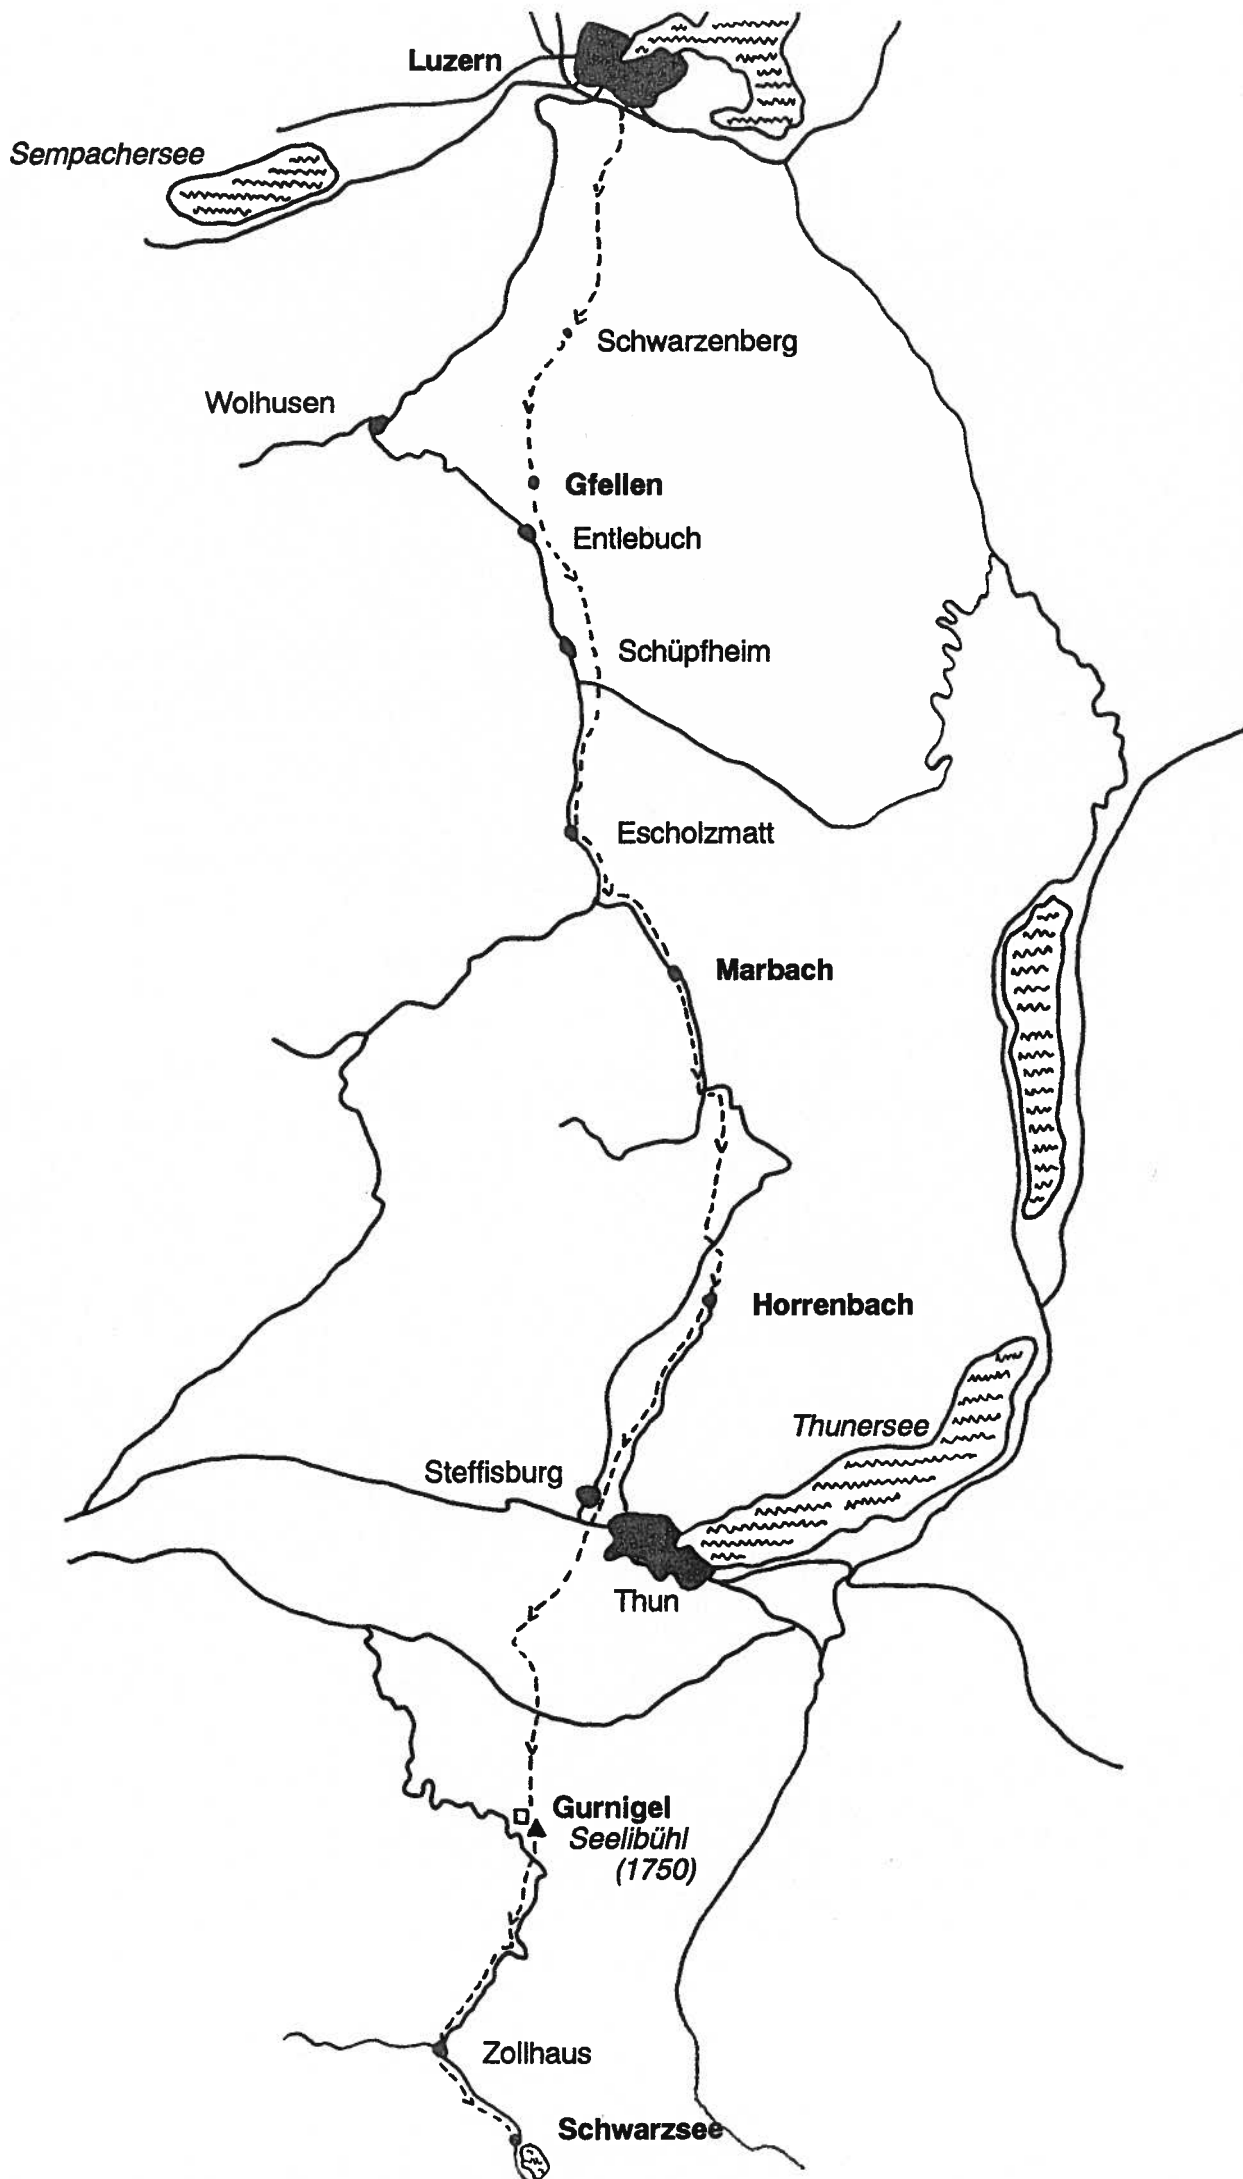 Luzern
Sempachersee
Schwarzenberg
Wolhusen
Gfellen
Entlebuch
Schüpfheim
Escholzmatt
Marbach
Horrenbach
Thunersee
Steffisburg
Thun
Gurnigel
Seelibühl
(1750)
Zollhaus
Schwarzsee